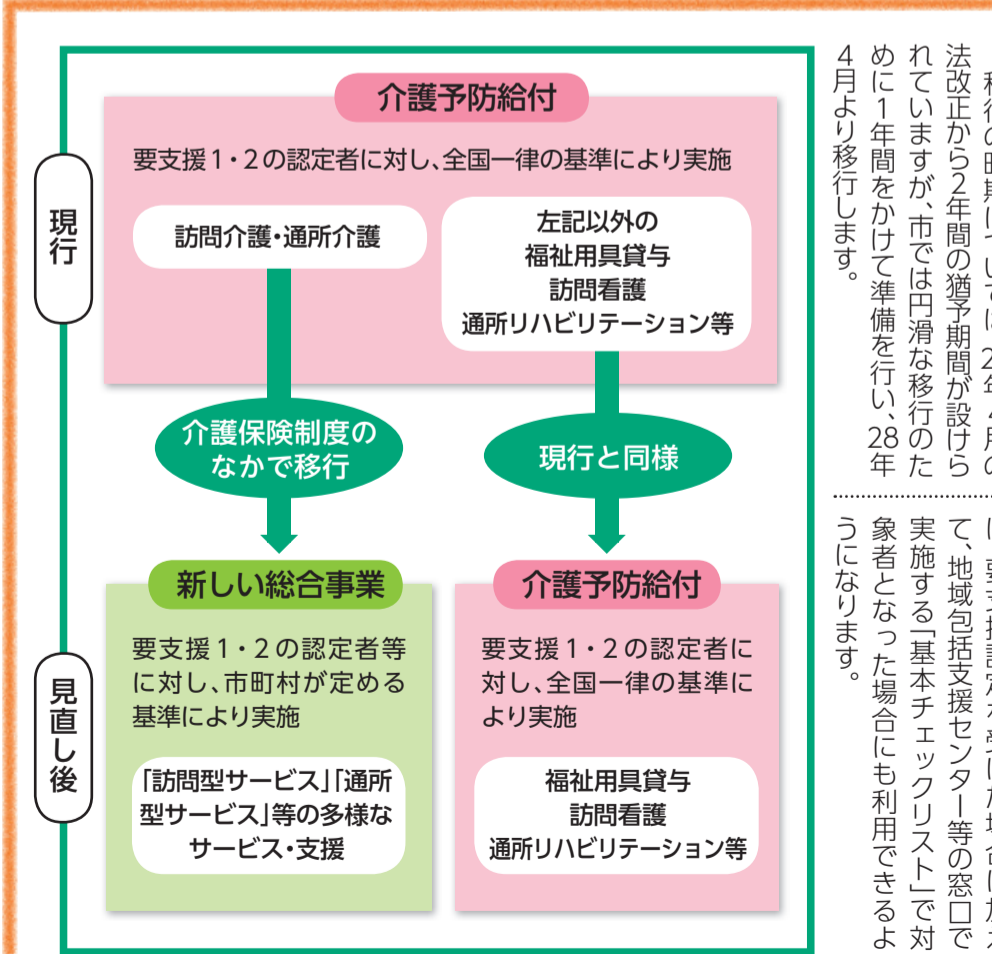 介護予防給付
要支援1・2の認定者に対し、全国一律の基準により実施
現行
訪問介護・通所介護
左記以外の
福祉用具貸与
訪問看護
通所リハビリテーション等
介護保険制度の
なかで移行
現行と同様
見直し後
新しい総合事業
要支援1・2の認定者等
に対し、市町村が定める
基準により実施
「訪問型サービス」「通所
型サービス」等の多様な
サービス・支援
介護予防給付
要支援1・2の認定者に
対し、全国一律の基準に
より実施
福祉用具貸与
訪問看護
通所リハビリテーション等
法改正から2年間の猶予期間が設けら
れていますが、市では円滑な移行のた
めに1年間をかけて準備を行い、28年
4月より移行します。
て、地域包括支援センター等の窓口で
実施する「基本チェックリスト」で対
象者となった場合にも利用できるよ
うになります。